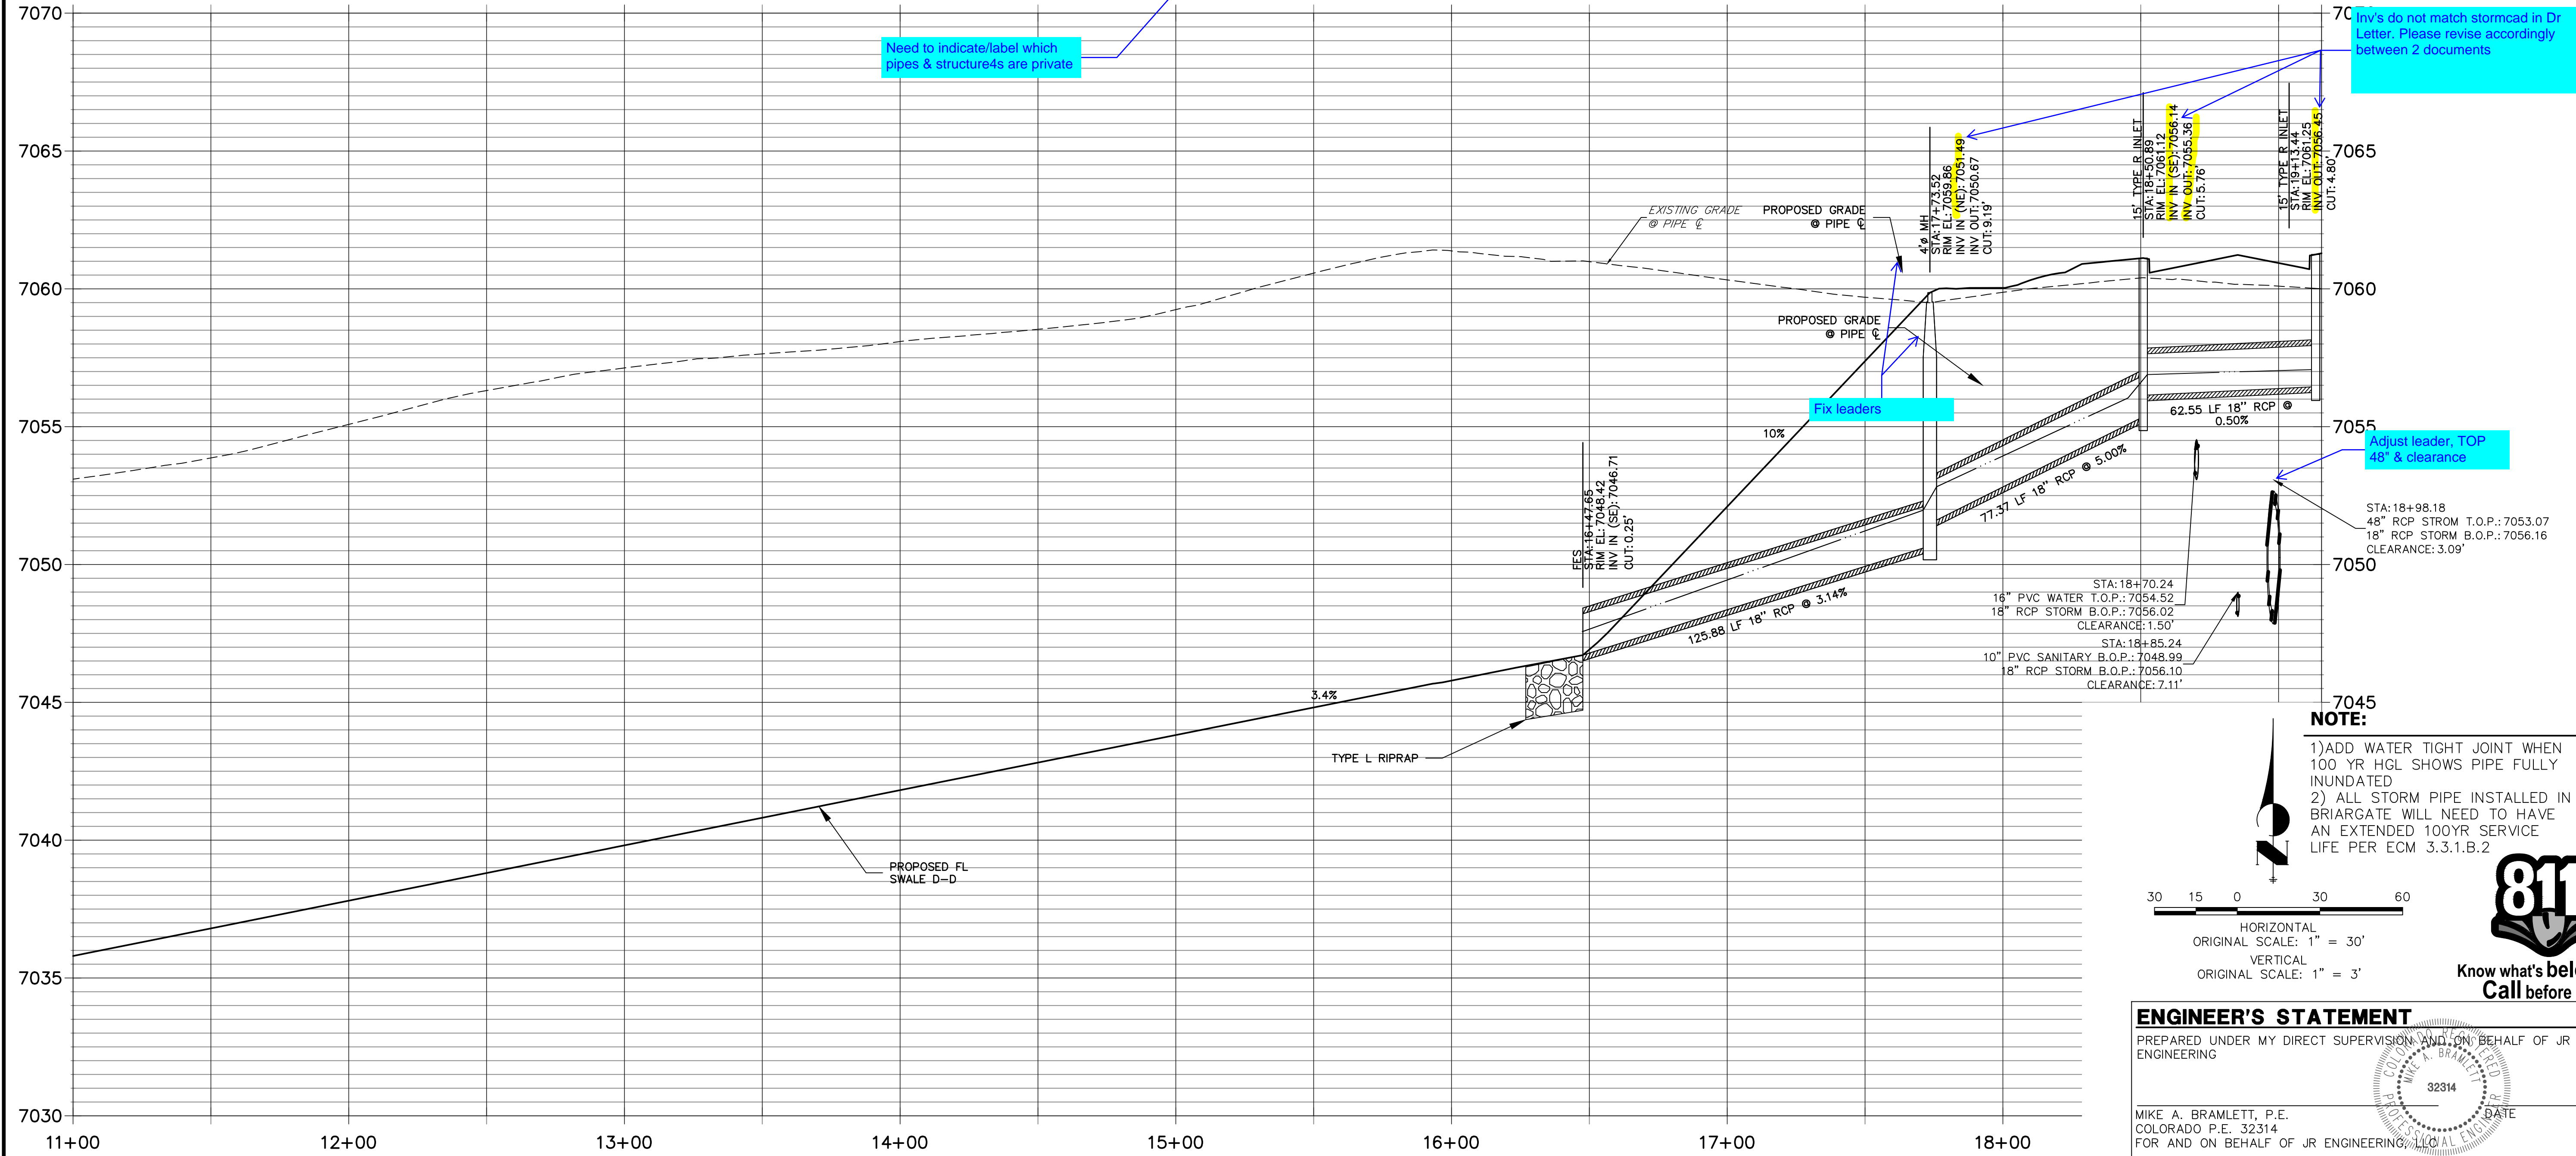 7070
7065
7060
7055
7050
7045
7040
7035
7030
11+00
12+00
13+00
14+00
15+00
16+00
17+00
18+00
7065
7060
7055
7050
7045
Need to indicate/label which
pipes & structure4s are private
Inv's do not match stormcad in Dr
Letter. Please revise accordingly
between 2 documents
EXISTING GRADE
@ PIPE ℄
PROPOSED GRADE
@ PIPE ℄
4'ø MH
STA:17+73.52
RIM EL:7059.86
INV IN (NE):7051.49
INV OUT:7050.67
CUT:9.19'
15' TYPE R INLET
STA:18+50.89
RIM EL:7061.12
INV IN (SE):7056.14
INV OUT:7055.36
CUT:5.76'
15' TYPE R INLET
STA:19+13.44
RIM EL:7061.25
INV OUT:7056.45
CUT:4.80'
PROPOSED GRADE
@ PIPE ℄
Fix leaders
10%
62.55 LF 18" RCP @
0.50%
77.37 LF 18" RCP @ 5.00%
125.88 LF 18" RCP @ 3.14%
FES
STA:16+47.65
RIM EL:7048.42
INV IN (SE):7046.71
CUT:0.25'
Adjust leader, TOP
48" & clearance
STA:18+98.18
48" RCP STROM T.O.P.:7053.07
18" RCP STORM B.O.P.:7056.16
CLEARANCE:3.09'
STA:18+70.24
16" PVC WATER T.O.P.:7054.52
18" RCP STORM B.O.P.:7056.02
CLEARANCE:1.50'
STA:18+85.24
10" PVC SANITARY B.O.P.:7048.99
18" RCP STORM B.O.P.:7056.10
CLEARANCE:7.11'
3.4%
TYPE L RIPRAP
PROPOSED FL
SWALE D-D
NOTE:
1)ADD WATER TIGHT JOINT WHEN
100 YR HGL SHOWS PIPE FULLY
INUNDATED
2) ALL STORM PIPE INSTALLED IN
BRIARGATE WILL NEED TO HAVE
AN EXTENDED 100YR SERVICE
LIFE PER ECM 3.3.1.B.2
N
30 15 0 30 60
HORIZONTAL
ORIGINAL SCALE: 1" = 30'
VERTICAL
ORIGINAL SCALE: 1" = 3'
811
Know what's
Call before
ENGINEER'S STATEMENT
PREPARED UNDER MY DIRECT SUPERVISION AND ON BEHALF OF JR
ENGINEERING
COLORADO REGISTERED
MIKE A. BRAMLETT
32314
PROFESSIONAL ENGINEER
MIKE A. BRAMLETT, P.E.
DATE
COLORADO P.E. 32314
FOR AND ON BEHALF OF JR ENGINEERING, LLC